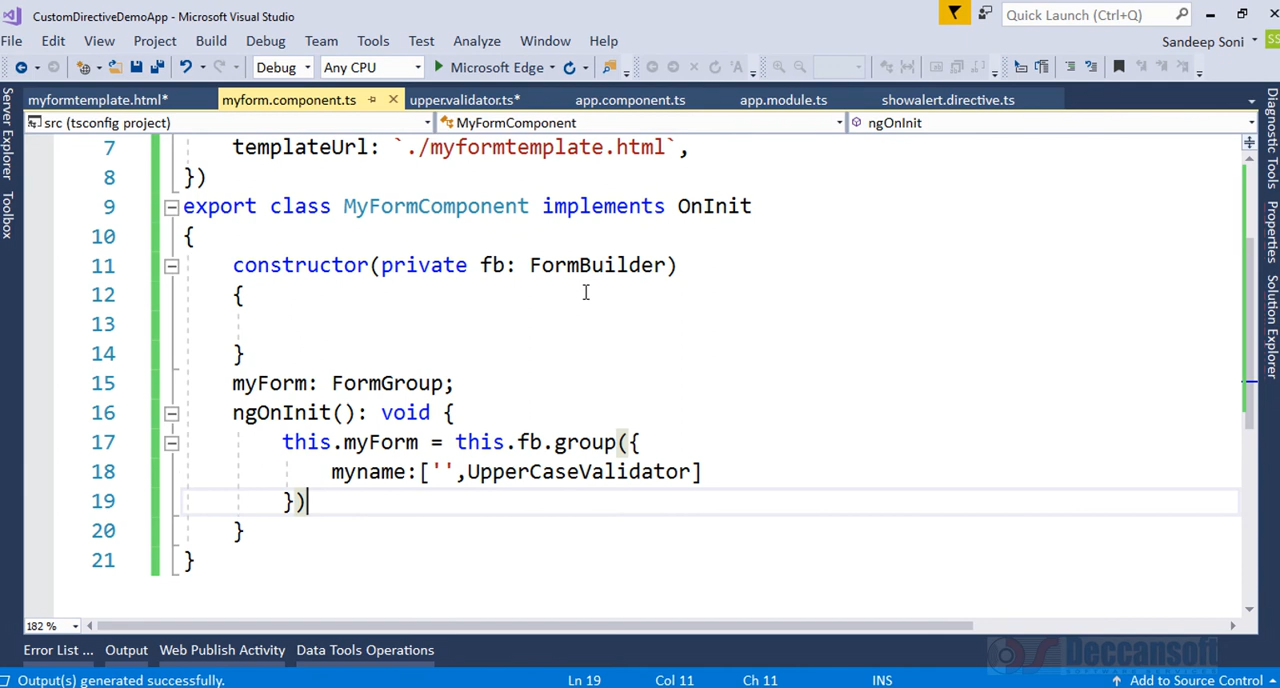 CustomDirectiveDemoApp - Microsoft Visual Studio
Quick Launch (Ctrl+Q)
File Edit View Project Build Debug Team Tools Test Analyze Window Help
Sandeep Soni
SS
Debug Any CPU Microsoft Edge
myformtemplate.html* myform.component.ts upper.validator.ts* app.component.ts app.module.ts showalert.directive.ts
src (tsconfig project) MyFormComponent ngOnInit
Server Explorer
Toolbox
Diagnostic Tools
Properties
Solution Explorer
7 templateUrl: `./myformtemplate.html`,
8 })
9 export class MyFormComponent implements OnInit
10 {
11 constructor(private fb: FormBuilder)
12 {
13
14 }
15 myForm: FormGroup;
16 ngOnInit(): void {
17 this.myForm = this.fb.group({
18 myname:['',UpperCaseValidator]
19 })
20 }
21 }
182 %
Error List ... Output Web Publish Activity Data Tools Operations
Deccansoft
Output(s) generated successfully. Ln 19 Col 11 Ch 11 INS Add to Source Control